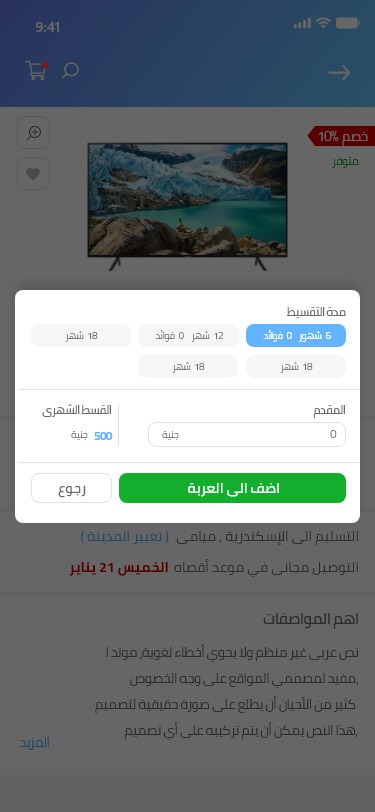 9:41
خصم 10%
متوفر
مدة التقسيط
6 شهور 0 فوائد
12 شهر 0 فوائد
18 شهر
18 شهر
18 شهر
المقدم
القسط الشهرى
0 جنية
500 جنية
اضف الى العربة
رجوع
التسليم الى الإسكندرية , ميامى ( تغيير المدينة )
التوصيل مجانى في موعد أقصاه الخميس 21 يناير
اهم المواصفات
نص عربى غير منظم ولا يحوي أخطاء لغوية, مولد ا
,مفيد لمصممي المواقع على وجه الخصوص
كثير من الأحيان أن يطلع على صورة حقيقية لتصميم
,هذا النص يمكن أن يتم تركيبه على أي تصميم
المزيد